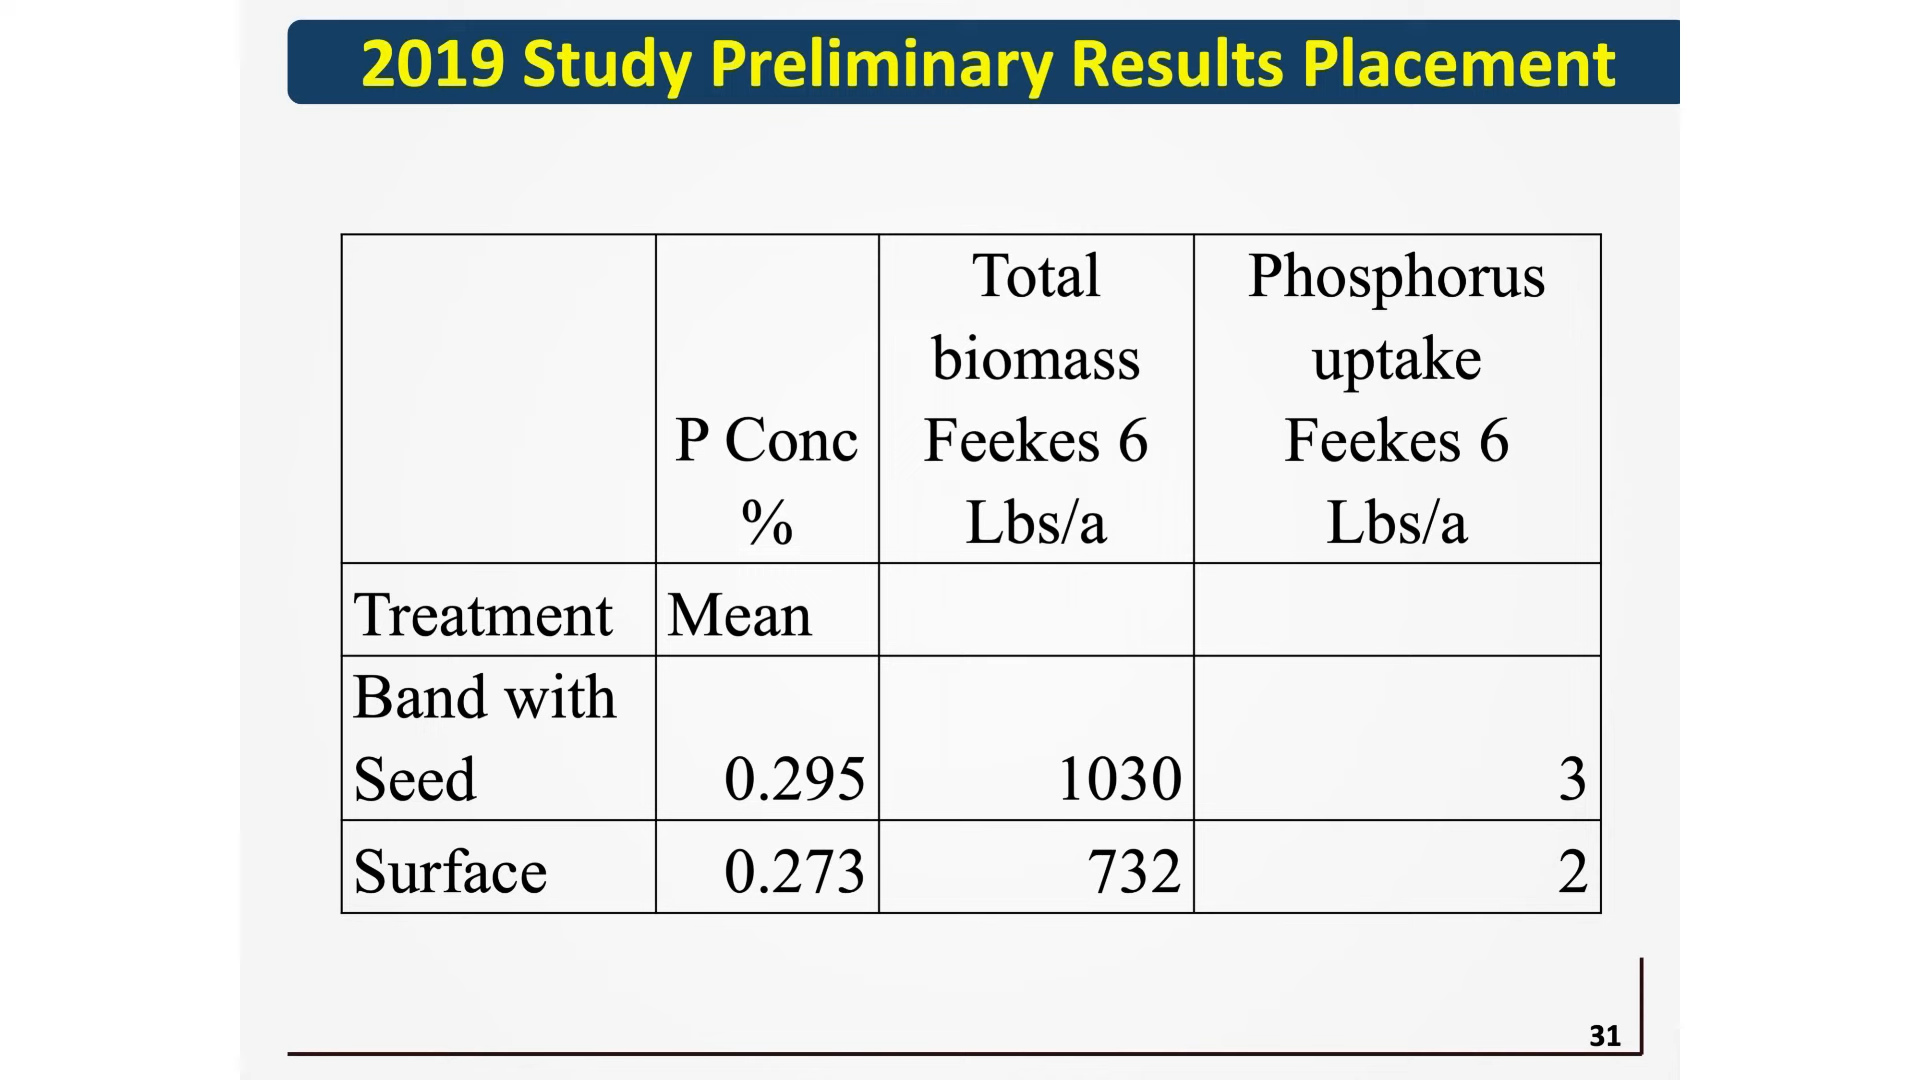 2019 Study Preliminary Results Placement
P Conc %
Total biomass Feekes 6 Lbs/a
Phosphorus uptake Feekes 6 Lbs/a
Treatment Mean
Band with Seed 0.295 1030 3
Surface 0.273 732 2
31